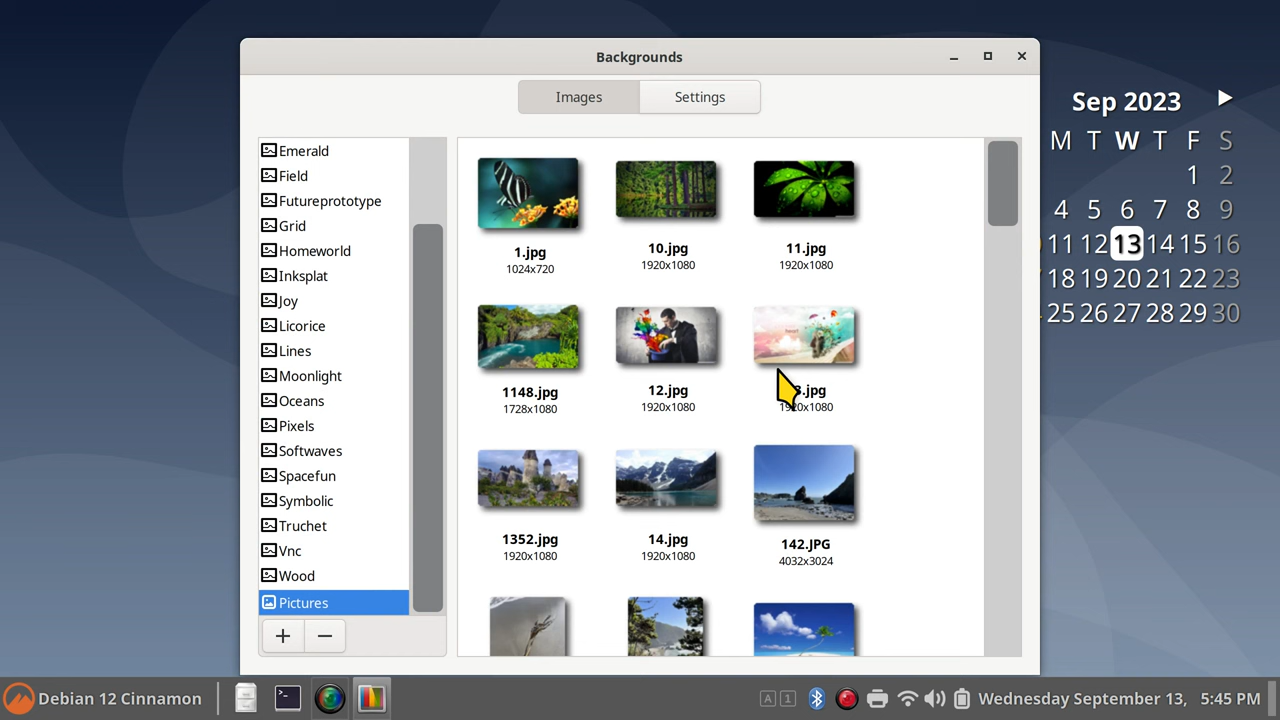 Backgrounds
Images
Settings
Emerald
Field
Futureprototype
Grid
Homeworld
Inksplat
Joy
Licorice
Lines
Moonlight
Oceans
Pixels
Softwaves
Spacefun
Symbolic
Truchet
Vnc
Wood
Pictures
+
−
1.jpg
1024x720
10.jpg
1920x1080
11.jpg
1920x1080
1148.jpg
1728x1080
12.jpg
1920x1080
.jpg
1920x1080
1352.jpg
1920x1080
14.jpg
1920x1080
142.JPG
4032x3024
Sep 2023
M T W T F S
1 2
4 5 6 7 8 9
11 12 13 14 15 16
18 19 20 21 22 23
25 26 27 28 29 30
Debian 12 Cinnamon
A 1
Wednesday September 13, 5:45 PM